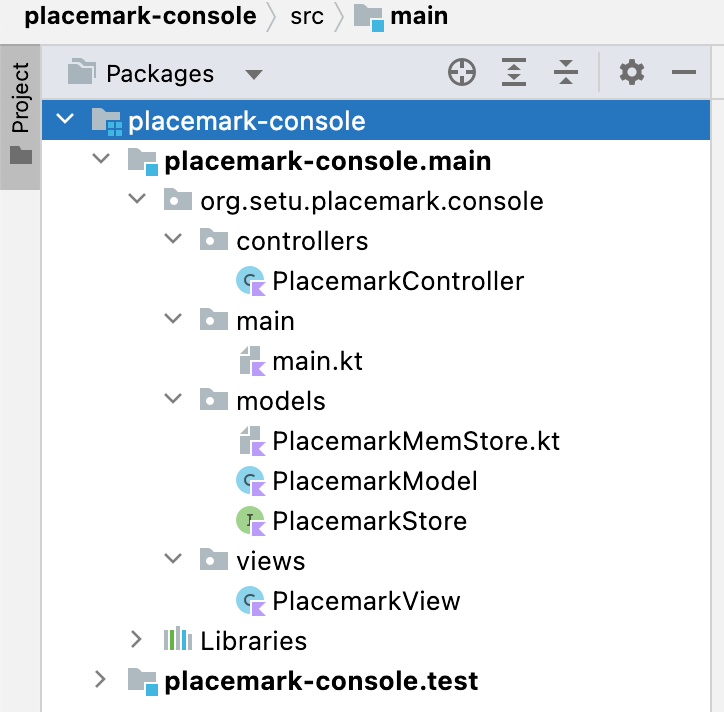 placemark-console src main
Project
Packages
placemark-console
placemark-console.main
org.setu.placemark.console
controllers
PlacemarkController
main
main.kt
models
PlacemarkMemStore.kt
PlacemarkModel
PlacemarkStore
views
PlacemarkView
Libraries
placemark-console.test